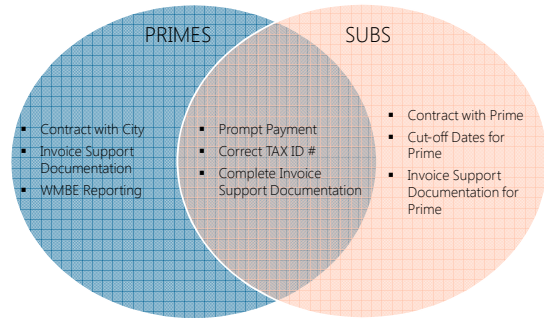 PRIMES
SUBS
▪ Contract with City
▪ Invoice Support
Documentation
▪ WMBE Reporting
▪ Prompt Payment
▪ Correct TAX ID #
▪ Complete Invoice
Support Documentation
▪ Contract with Prime
▪ Cut-off Dates for
Prime
▪ Invoice Support
Documentation for
Prime